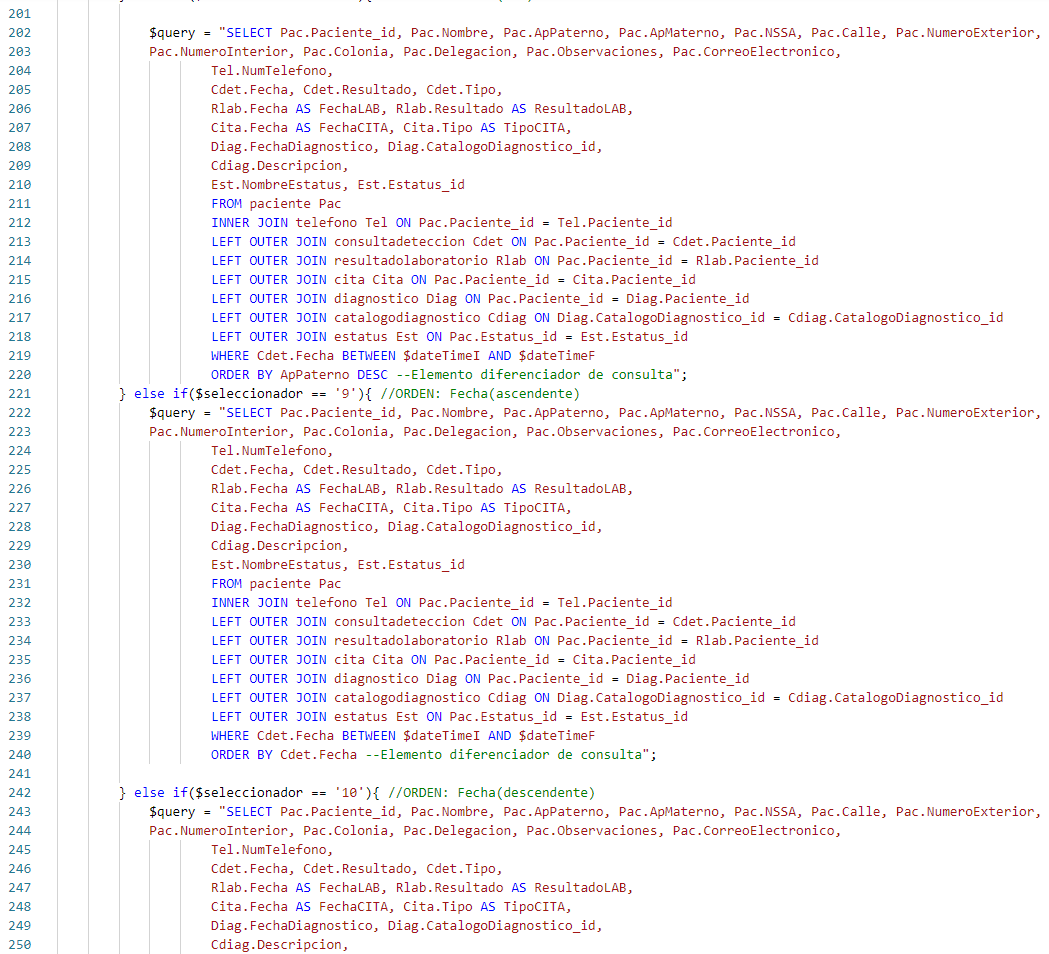 201
202 $query = "SELECT Pac.Paciente_id, Pac.Nombre, Pac.ApPaterno, Pac.ApMaterno, Pac.NSSA, Pac.Calle, Pac.NumeroExterior,
203 Pac.NumeroInterior, Pac.Colonia, Pac.Delegacion, Pac.Observaciones, Pac.CorreoElectronico,
204 Tel.NumTelefono,
205 Cdet.Fecha, Cdet.Resultado, Cdet.Tipo,
206 Rlab.Fecha AS FechaLAB, Rlab.Resultado AS ResultadoLAB,
207 Cita.Fecha AS FechaCITA, Cita.Tipo AS TipoCITA,
208 Diag.FechaDiagnostico, Diag.CatalogoDiagnostico_id,
209 Cdiag.Descripcion,
210 Est.NombreEstatus, Est.Estatus_id
211 FROM paciente Pac
212 INNER JOIN telefono Tel ON Pac.Paciente_id = Tel.Paciente_id
213 LEFT OUTER JOIN consultadeteccion Cdet ON Pac.Paciente_id = Cdet.Paciente_id
214 LEFT OUTER JOIN resultadolaboratorio Rlab ON Pac.Paciente_id = Rlab.Paciente_id
215 LEFT OUTER JOIN cita Cita ON Pac.Paciente_id = Cita.Paciente_id
216 LEFT OUTER JOIN diagnostico Diag ON Pac.Paciente_id = Diag.Paciente_id
217 LEFT OUTER JOIN catalogodiagnostico Cdiag ON Diag.CatalogoDiagnostico_id = Cdiag.CatalogoDiagnostico_id
218 LEFT OUTER JOIN estatus Est ON Pac.Estatus_id = Est.Estatus_id
219 WHERE Cdet.Fecha BETWEEN $dateTimeI AND $dateTimeF
220 ORDER BY ApPaterno DESC --Elemento diferenciador de consulta";
221 } else if($seleccionador == '9'){ //ORDEN: Fecha(ascendente)
222 $query = "SELECT Pac.Paciente_id, Pac.Nombre, Pac.ApPaterno, Pac.ApMaterno, Pac.NSSA, Pac.Calle, Pac.NumeroExterior,
223 Pac.NumeroInterior, Pac.Colonia, Pac.Delegacion, Pac.Observaciones, Pac.CorreoElectronico,
224 Tel.NumTelefono,
225 Cdet.Fecha, Cdet.Resultado, Cdet.Tipo,
226 Rlab.Fecha AS FechaLAB, Rlab.Resultado AS ResultadoLAB,
227 Cita.Fecha AS FechaCITA, Cita.Tipo AS TipoCITA,
228 Diag.FechaDiagnostico, Diag.CatalogoDiagnostico_id,
229 Cdiag.Descripcion,
230 Est.NombreEstatus, Est.Estatus_id
231 FROM paciente Pac
232 INNER JOIN telefono Tel ON Pac.Paciente_id = Tel.Paciente_id
233 LEFT OUTER JOIN consultadeteccion Cdet ON Pac.Paciente_id = Cdet.Paciente_id
234 LEFT OUTER JOIN resultadolaboratorio Rlab ON Pac.Paciente_id = Rlab.Paciente_id
235 LEFT OUTER JOIN cita Cita ON Pac.Paciente_id = Cita.Paciente_id
236 LEFT OUTER JOIN diagnostico Diag ON Pac.Paciente_id = Diag.Paciente_id
237 LEFT OUTER JOIN catalogodiagnostico Cdiag ON Diag.CatalogoDiagnostico_id = Cdiag.CatalogoDiagnostico_id
238 LEFT OUTER JOIN estatus Est ON Pac.Estatus_id = Est.Estatus_id
239 WHERE Cdet.Fecha BETWEEN $dateTimeI AND $dateTimeF
240 ORDER BY Cdet.Fecha --Elemento diferenciador de consulta";
241
242 } else if($seleccionador == '10'){ //ORDEN: Fecha(descendente)
243 $query = "SELECT Pac.Paciente_id, Pac.Nombre, Pac.ApPaterno, Pac.ApMaterno, Pac.NSSA, Pac.Calle, Pac.NumeroExterior,
244 Pac.NumeroInterior, Pac.Colonia, Pac.Delegacion, Pac.Observaciones, Pac.CorreoElectronico,
245 Tel.NumTelefono,
246 Cdet.Fecha, Cdet.Resultado, Cdet.Tipo,
247 Rlab.Fecha AS FechaLAB, Rlab.Resultado AS ResultadoLAB,
248 Cita.Fecha AS FechaCITA, Cita.Tipo AS TipoCITA,
249 Diag.FechaDiagnostico, Diag.CatalogoDiagnostico_id,
250 Cdiag.Descripcion,